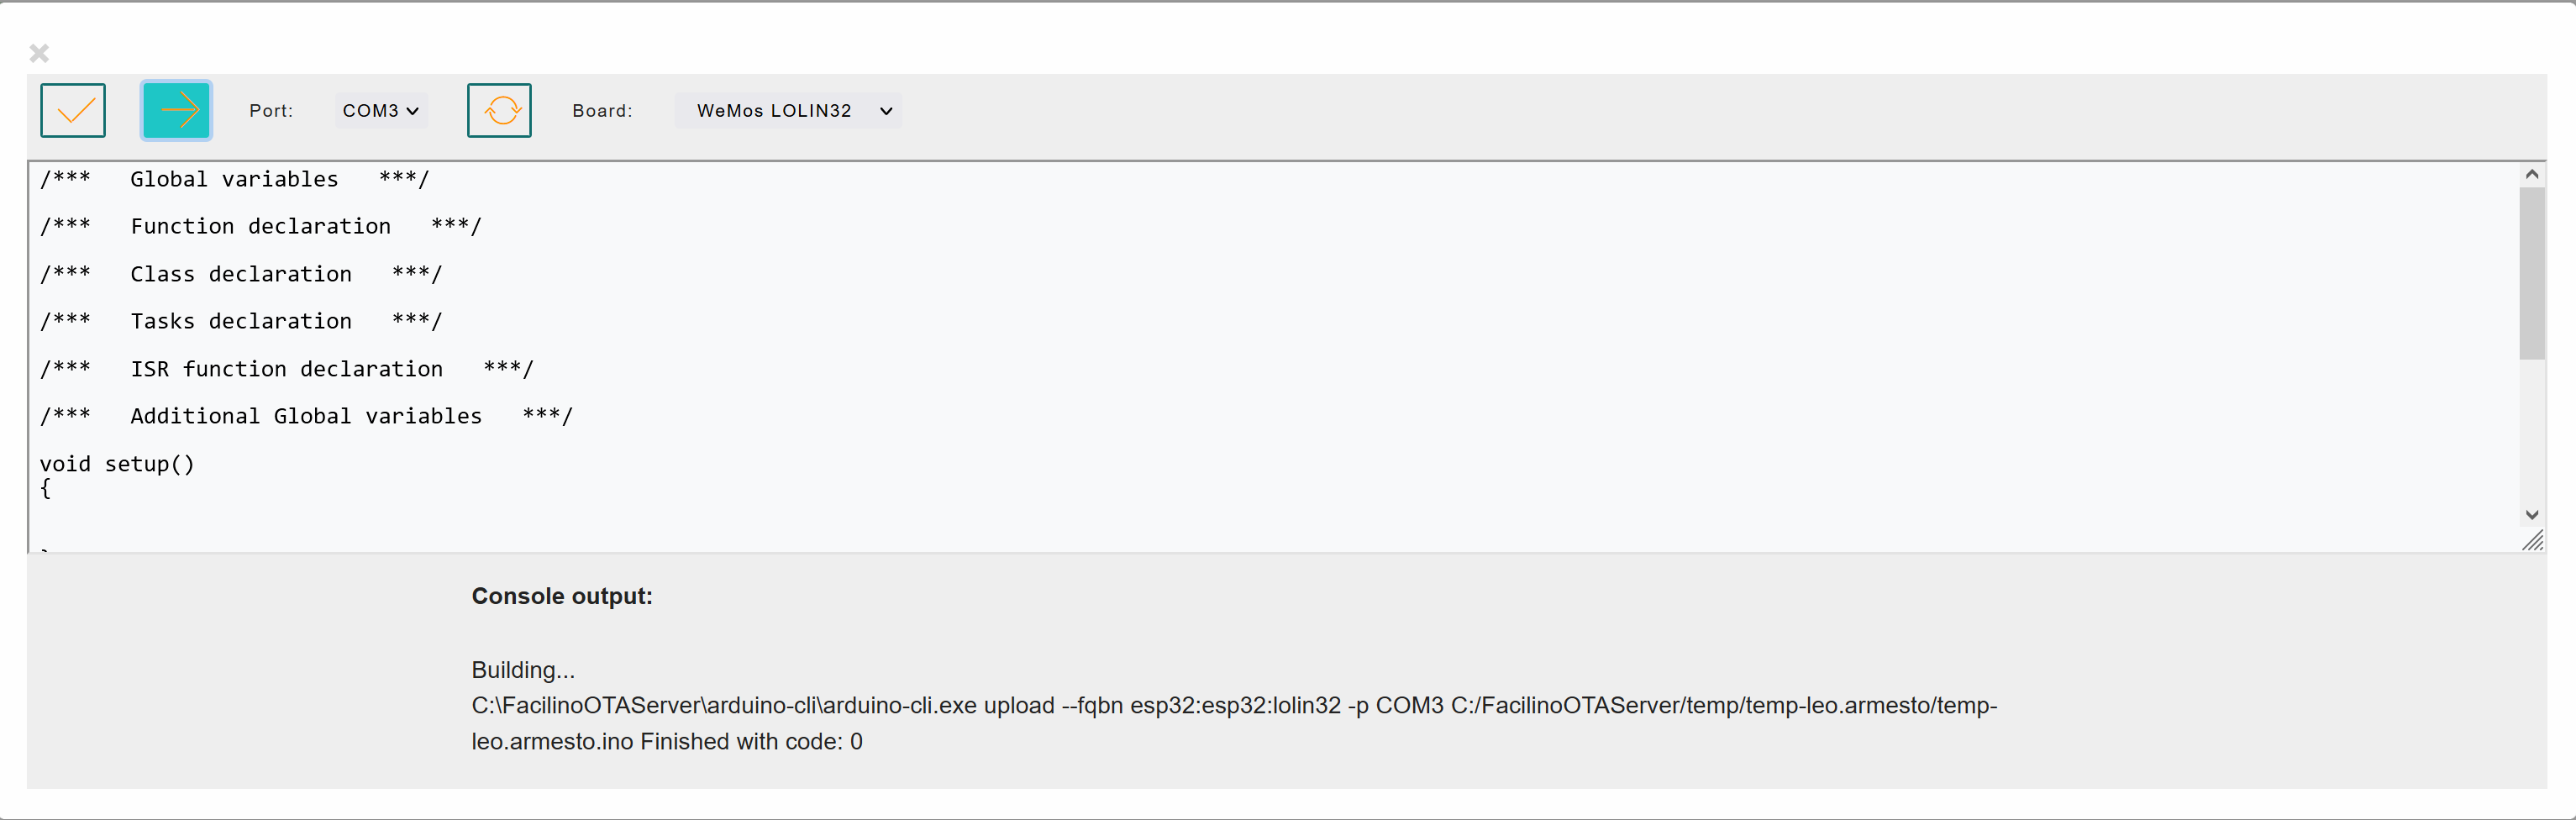 Port: COM3 Board: WeMos LOLIN32
/***   Global variables   ***/
/***   Function declaration   ***/
/***   Class declaration   ***/
/***   Tasks declaration   ***/
/***   ISR function declaration   ***/
/***   Additional Global variables   ***/
void setup()
{
Console output:
Building...
C:\FacilinoOTAServer\arduino-cli\arduino-cli.exe upload --fqbn esp32:esp32:lolin32 -p COM3 C:/FacilinoOTAServer/temp/temp-leo.armesto/temp-
leo.armesto.ino Finished with code: 0